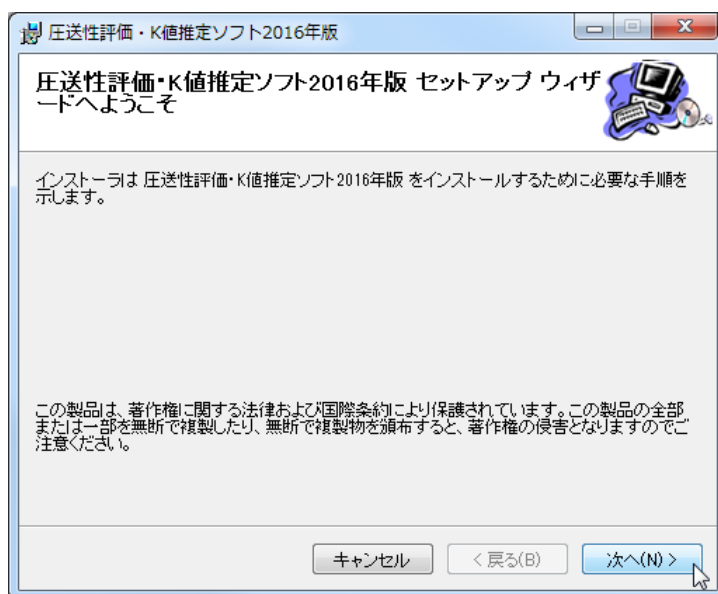 圧送性評価・K値推定ソフト2016年版
圧送性評価・K値推定ソフト2016年版 セットアップ ウィザ
ードへようこそ
インストーラは 圧送性評価・K値推定ソフト2016年版 をインストールするために必要な手順を
示します。
この製品は、著作権に関する法律および国際条約により保護されています。この製品の全部
または一部を無断で複製したり、無断で複製物を頒布すると、著作権の侵害となりますのでご
注意ください。
キャンセル
< 戻る(B)
次へ(N) >